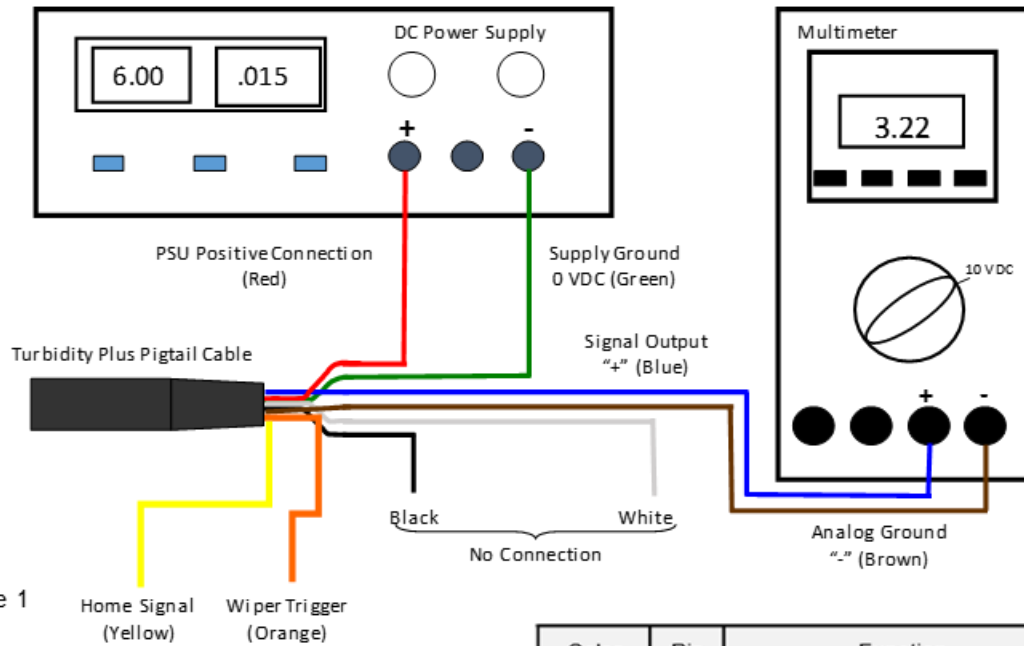 DC Power Supply
Multimeter
6.00
.015
3.22
+
-
PSU Positive Connection
(Red)
Supply Ground
0 VDC (Green)
10 VDC
Signal Output
“+” (Blue)
Turbidity Plus Pigtail Cable
+
-
Black
White
No Connection
Analog Ground
“-” (Brown)
e 1
Home Signal
(Yellow)
Wiper Trigger
(Orange)